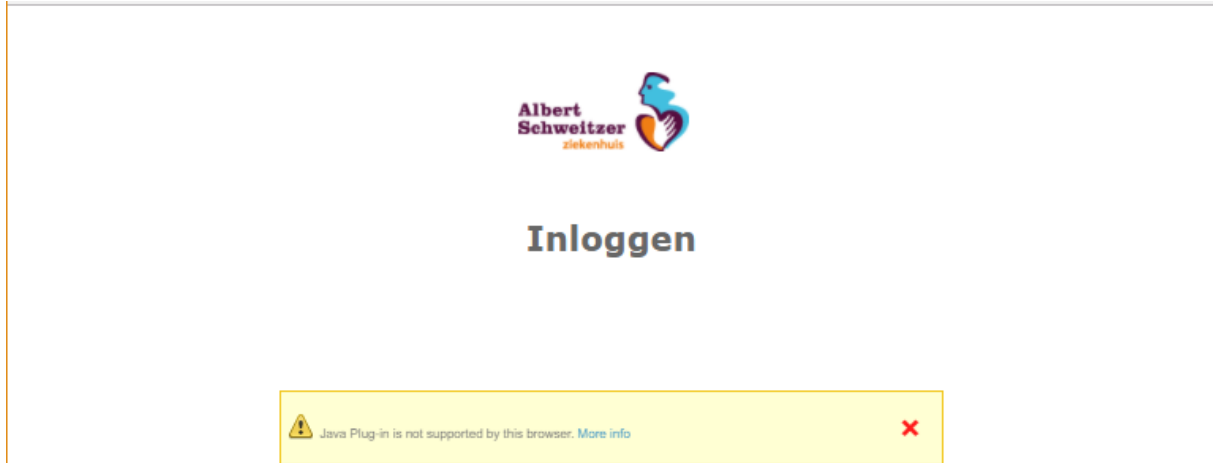 Albert
Schweitzer
ziekenhuis
Inloggen
Java Plug-in is not supported by this browser. More info